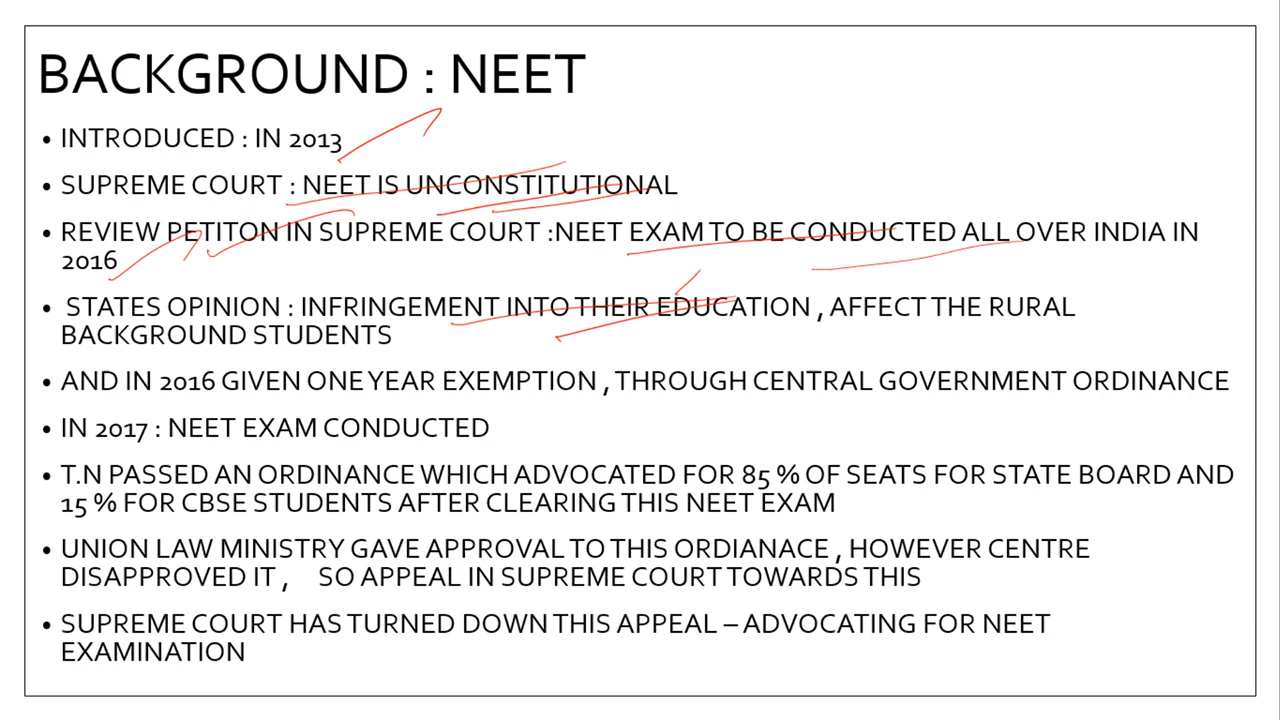 BACKGROUND : NEET
• INTRODUCED : IN 2013
• SUPREME COURT : NEET IS UNCONSTITUTIONAL
• REVIEW PETITON IN SUPREME COURT :NEET EXAM TO BE CONDUCTED ALL OVER INDIA IN
2016
• STATES OPINION : INFRINGEMENT INTO THEIR EDUCATION , AFFECT THE RURAL
BACKGROUND STUDENTS
• AND IN 2016 GIVEN ONE YEAR EXEMPTION , THROUGH CENTRAL GOVERNMENT ORDINANCE
• IN 2017 : NEET EXAM CONDUCTED
• T.N PASSED AN ORDINANCE WHICH ADVOCATED FOR 85 % OF SEATS FOR STATE BOARD AND
15 % FOR CBSE STUDENTS AFTER CLEARING THIS NEET EXAM
• UNION LAW MINISTRY GAVE APPROVAL TO THIS ORDIANACE , HOWEVER CENTRE
DISAPPROVED IT , SO APPEAL IN SUPREME COURT TOWARDS THIS
• SUPREME COURT HAS TURNED DOWN THIS APPEAL – ADVOCATING FOR NEET
EXAMINATION